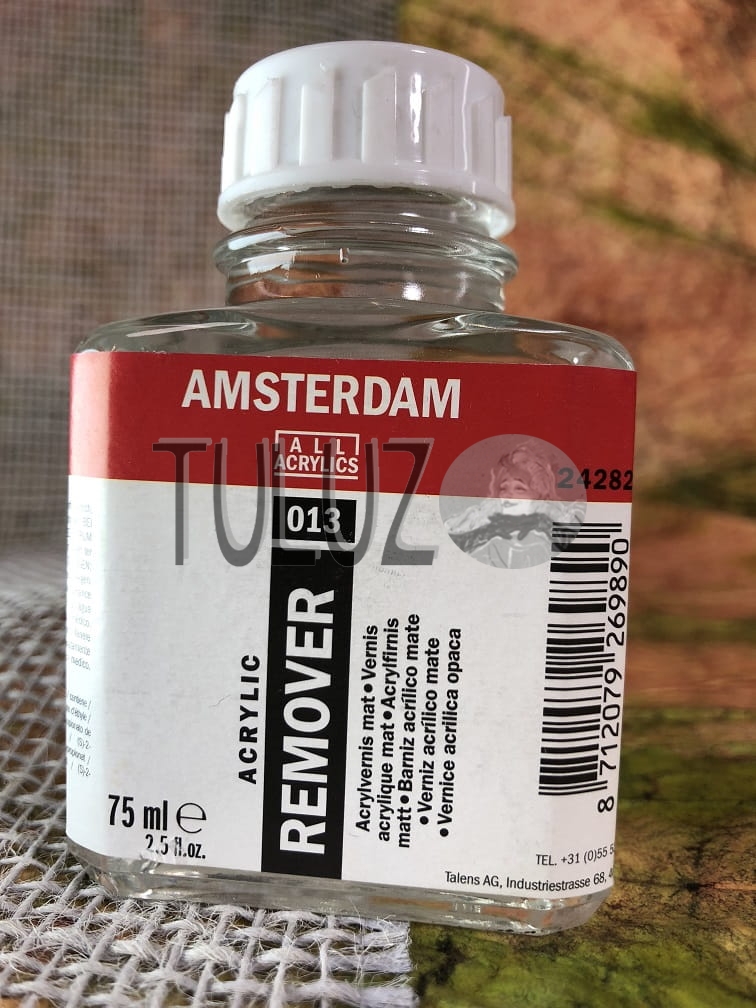 AMSTERDAM
ALL
ACRYLICS
TULUZ
24282
013
ACRYLIC
REMOVER
Acrylvernis mat • Vernis
acrylique mat • Acrylfirnis
matt • Barniz acrílico mate
• Verniz acrílico mate
• Vernice acrilica opaca
8 712079 269890
75 ml ℮
2.5 fl.oz.
TEL. +31 (0)55 5
Talens AG, Industriestrasse 68,